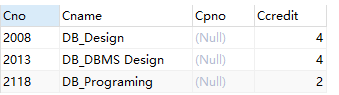 Cno Cname Cpno Ccredit
2008 DB_Design (Null) 4
2013 DB_DBMS Design (Null) 4
2118 DB_Programing (Null) 2